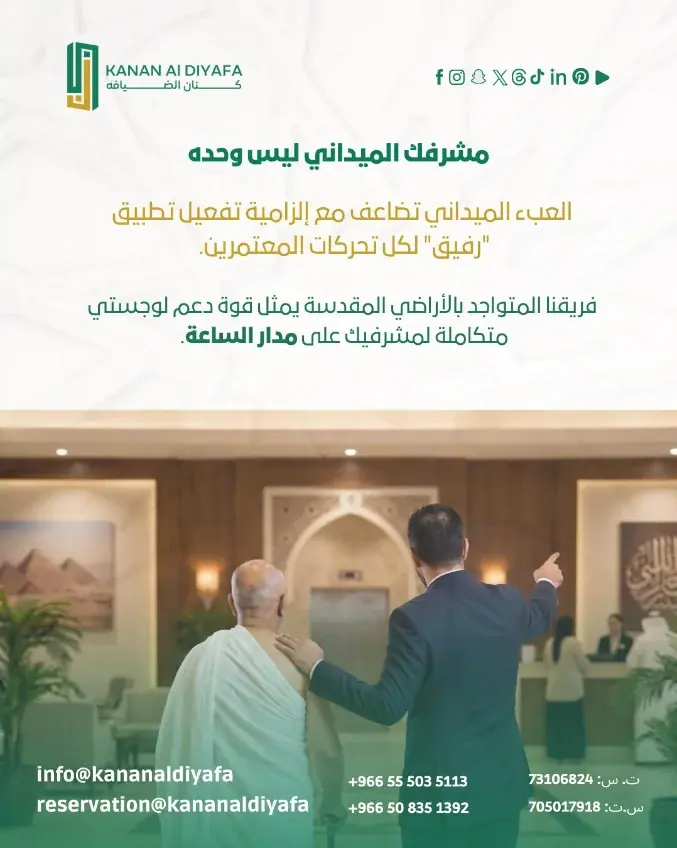 KANAN Al DIYAFA
كنان الضيافه
مشرفك الميداني ليس وحده
العبء الميداني تضاعف مع إلزامية تفعيل تطبيق
"رفيق" لكل تحركات المعتمرين.
فريقنا المتواجد بالأراضي المقدسة يمثل قوة دعم لوجستي
متكاملة لمشرفيك على مدار الساعة.
info@kananaldiyafa
reservation@kananaldiyafa
+966 55 503 5113
+966 50 835 1392
ت. س: 73106824
س.ت: 705017918